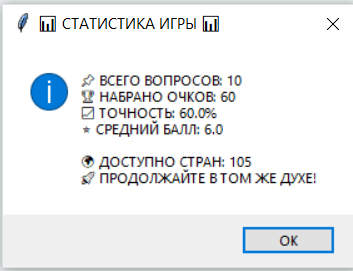 📊 СТАТИСТИКА ИГРЫ 📊
📌 ВСЕГО ВОПРОСОВ: 10
🏆 НАБРАНО ОЧКОВ: 60
📈 ТОЧНОСТЬ: 60.0%
⭐ СРЕДНИЙ БАЛЛ: 6.0
🌍 ДОСТУПНО СТРАН: 105
🚀 ПРОДОЛЖАЙТЕ В ТОМ ЖЕ ДУХЕ!
ОК